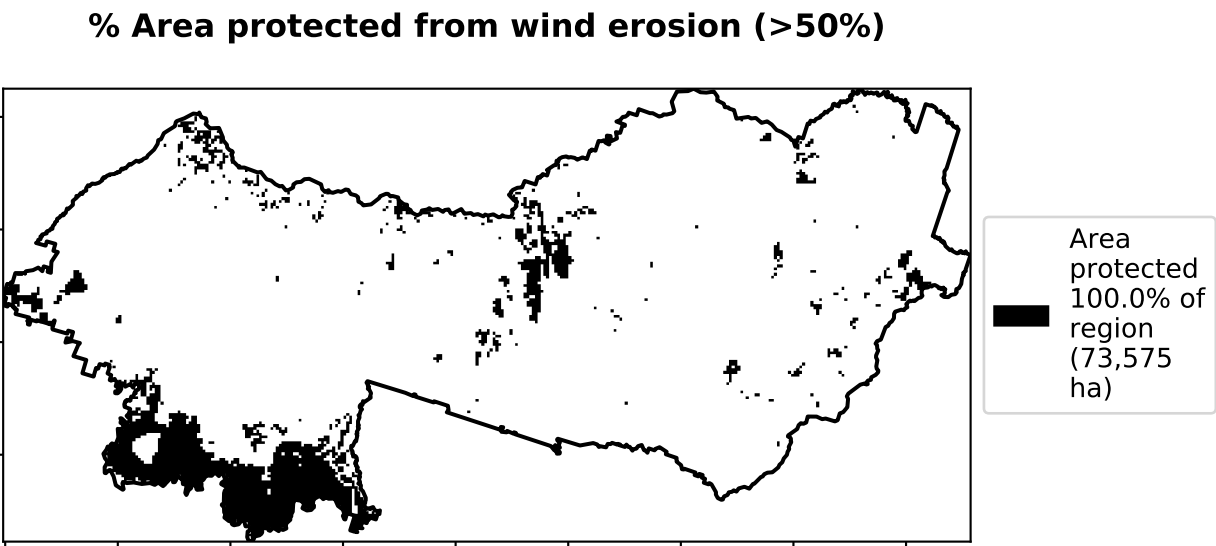 % Area protected from wind erosion (>50%)
Area
protected
100.0% of
region
(73,575
ha)